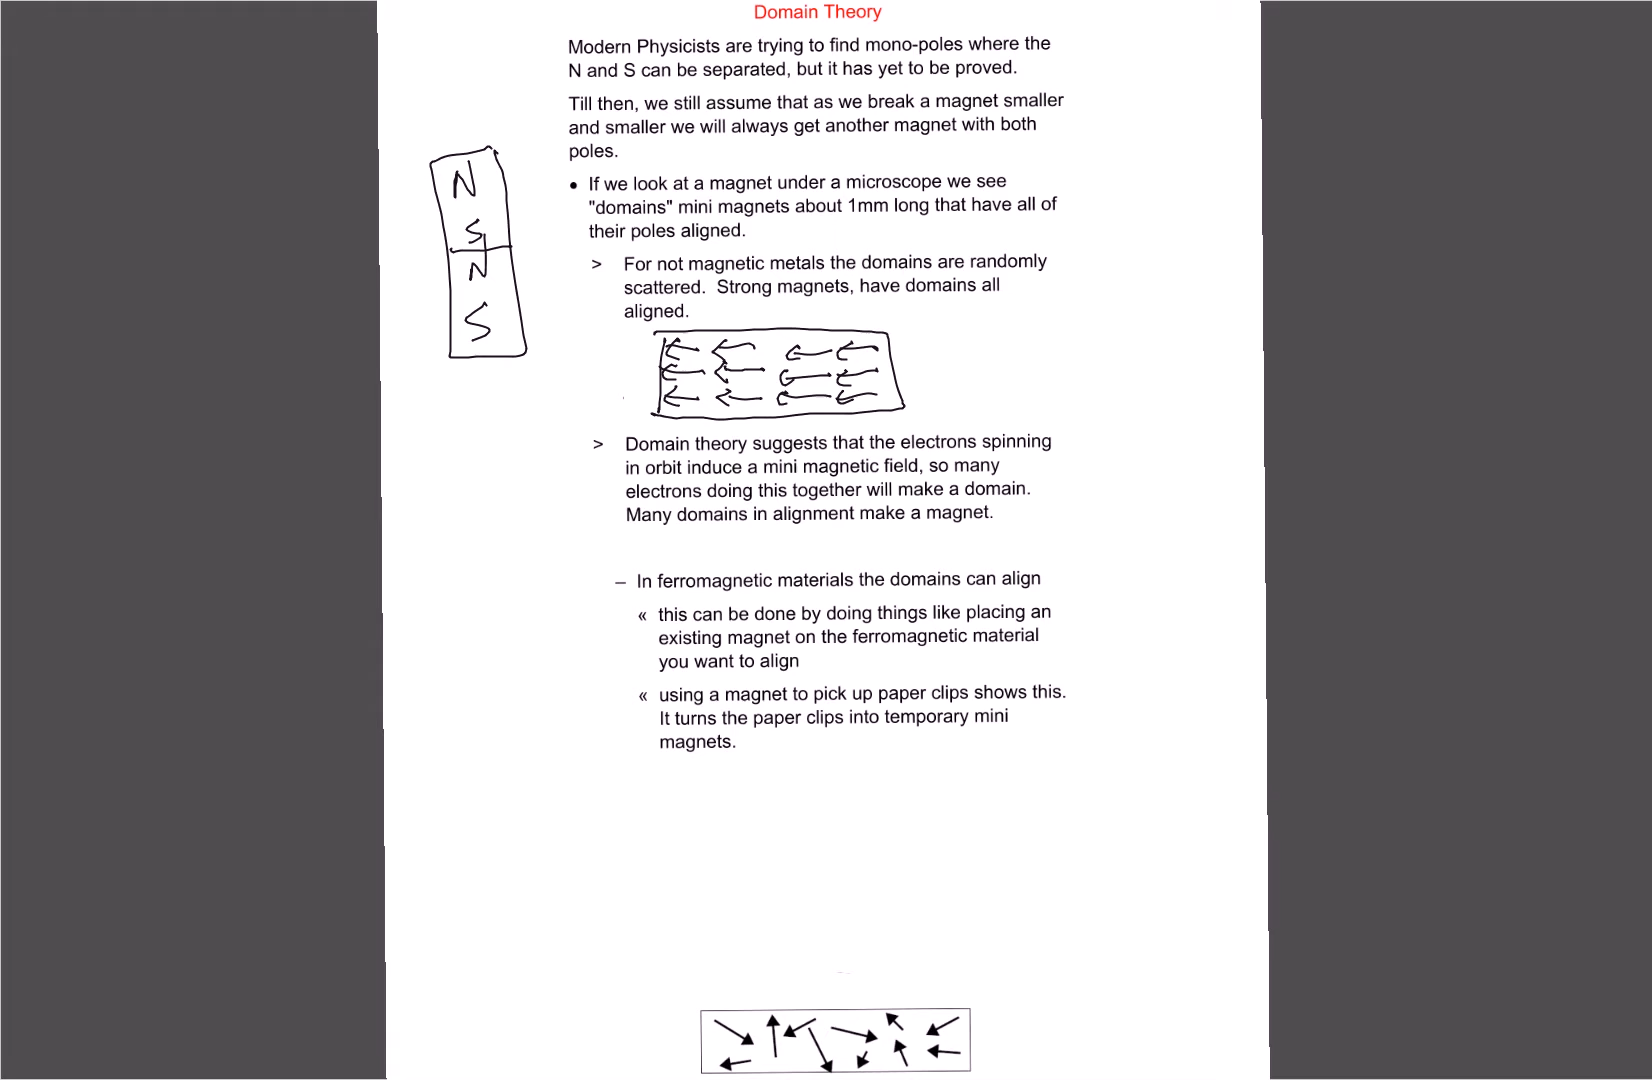 Domain Theory
Modern Physicists are trying to find mono-poles where the
N and S can be separated, but it has yet to be proved.
Till then, we still assume that as we break a magnet smaller
and smaller we will always get another magnet with both
poles.
N
S
N
S
• If we look at a magnet under a microscope we see
"domains" mini magnets about 1mm long that have all of
their poles aligned.
> For not magnetic metals the domains are randomly
scattered. Strong magnets, have domains all
aligned.
> Domain theory suggests that the electrons spinning
in orbit induce a mini magnetic field, so many
electrons doing this together will make a domain.
Many domains in alignment make a magnet.
– In ferromagnetic materials the domains can align
« this can be done by doing things like placing an
existing magnet on the ferromagnetic material
you want to align
« using a magnet to pick up paper clips shows this.
It turns the paper clips into temporary mini
magnets.